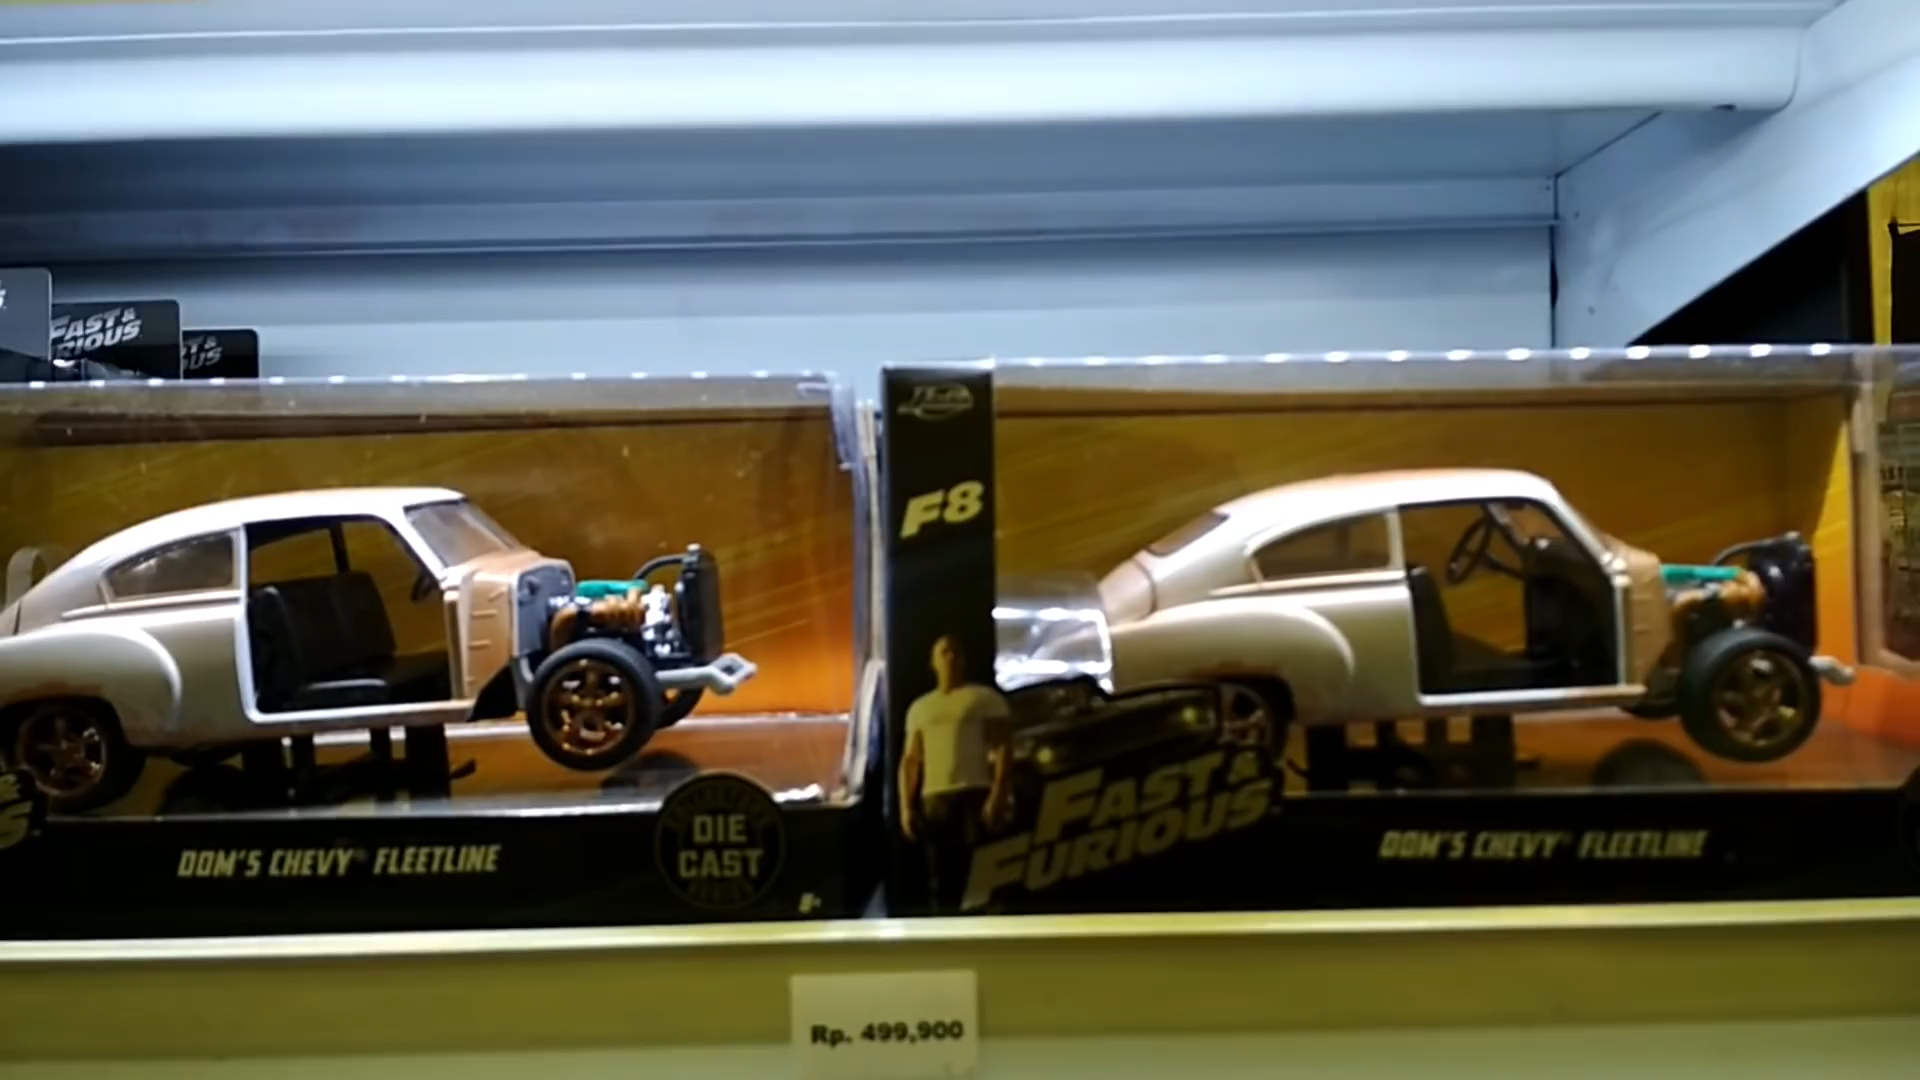 FAST &
FURIOUS
F8
DOM'S CHEVY FLEETLINE
DIE
CAST
FAST &
FURIOUS
DOM'S CHEVY FLEETLINE
Rp. 499,900